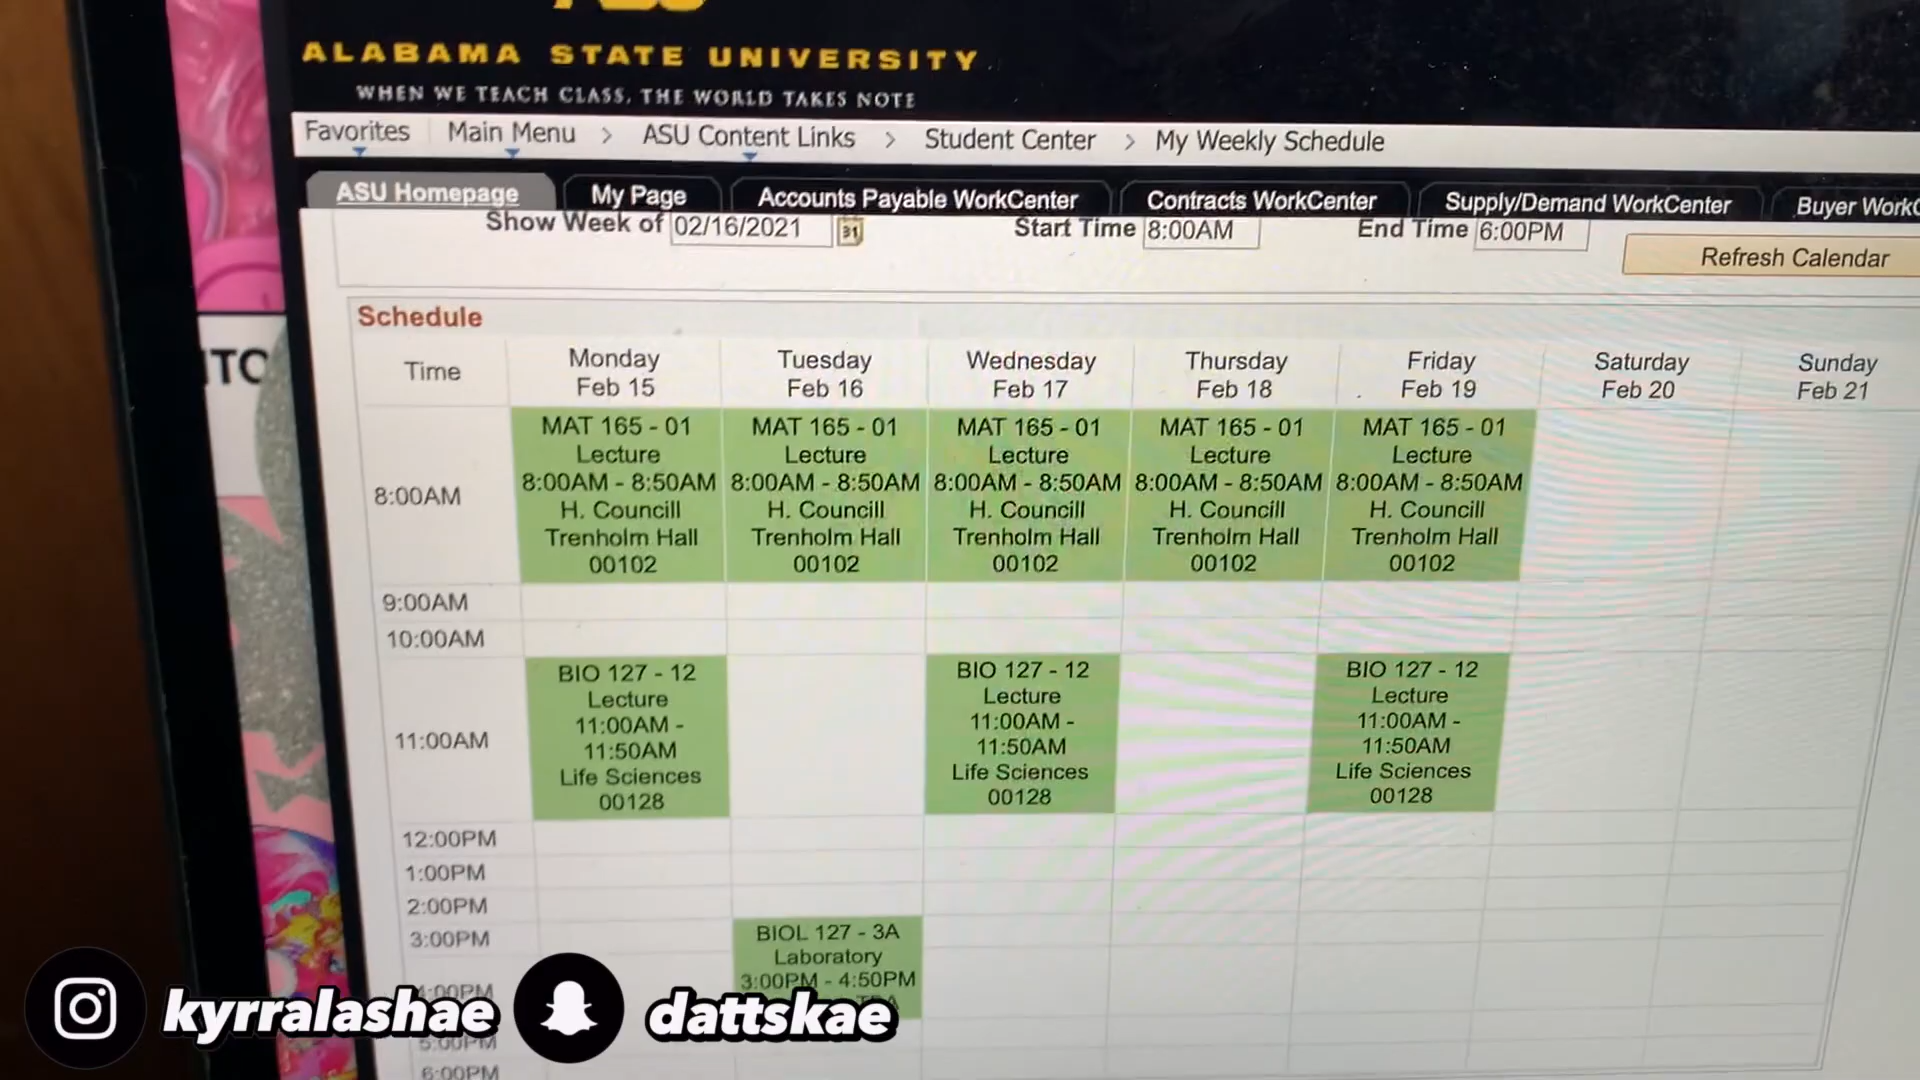 ALABAMA STATE UNIVERSITY
WHEN WE TEACH CLASS, THE WORLD TAKES NOTE
Favorites Main Menu > ASU Content Links > Student Center > My Weekly Schedule
ASU Homepage My Page Accounts Payable WorkCenter Contracts WorkCenter Supply/Demand WorkCenter Buyer WorkC
Show Week of 02/16/2021 31 Start Time 8:00AM End Time 6:00PM
Refresh Calendar
Schedule
Time
Monday
Feb 15
Tuesday
Feb 16
Wednesday
Feb 17
Thursday
Feb 18
Friday
Feb 19
Saturday
Feb 20
Sunday
Feb 21
8:00AM
MAT 165 - 01
Lecture
8:00AM - 8:50AM
H. Councill
Trenholm Hall
00102
MAT 165 - 01
Lecture
8:00AM - 8:50AM
H. Councill
Trenholm Hall
00102
MAT 165 - 01
Lecture
8:00AM - 8:50AM
H. Councill
Trenholm Hall
00102
MAT 165 - 01
Lecture
8:00AM - 8:50AM
H. Councill
Trenholm Hall
00102
MAT 165 - 01
Lecture
8:00AM - 8:50AM
H. Councill
Trenholm Hall
00102
9:00AM
10:00AM
11:00AM
BIO 127 - 12
Lecture
11:00AM -
11:50AM
Life Sciences
00128
BIO 127 - 12
Lecture
11:00AM -
11:50AM
Life Sciences
00128
BIO 127 - 12
Lecture
11:00AM -
11:50AM
Life Sciences
00128
12:00PM
1:00PM
2:00PM
3:00PM
BIOL 127 - 3A
Laboratory
3:00PM - 4:50PM
4:00PM
5:00PM
6:00PM
kyrralashae
dattskae